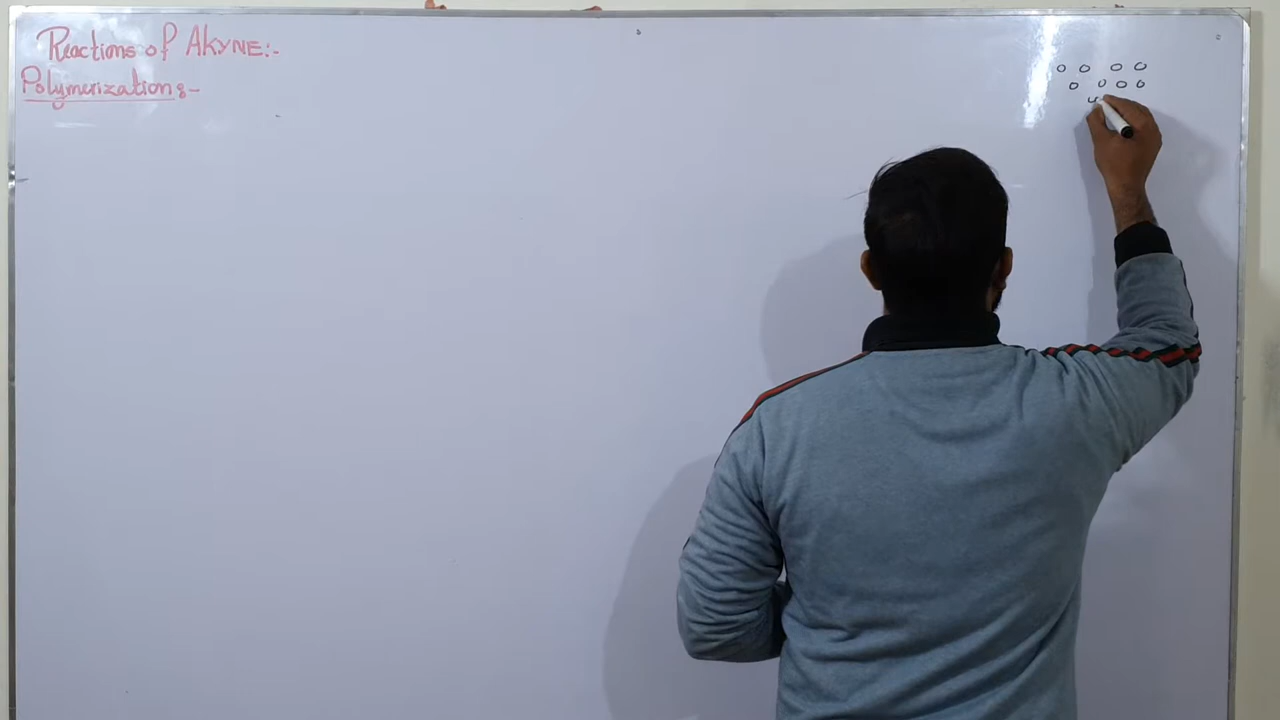 Reactions of AKYNE:-
Polymerization:-
o o o o
o o o o